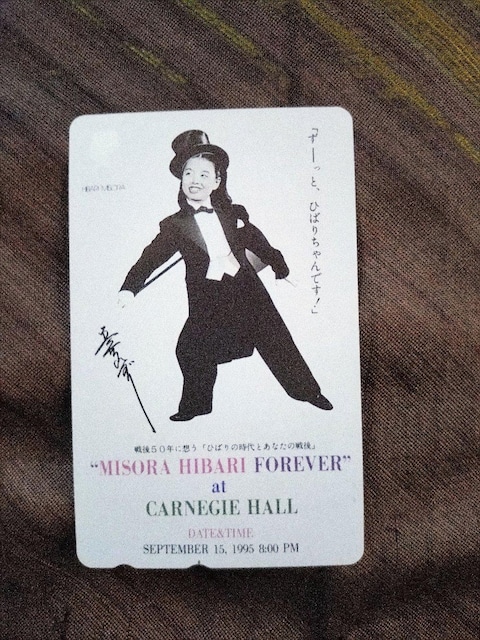 「ずーっと、ひばりちゃんです！」
戦後50年に想う「ひばりの時代とあなたの戦後」
"MISORA HIBARI FOREVER"
at
CARNEGIE HALL
DATE&TIME
SEPTEMBER 15, 1995 8:00 PM